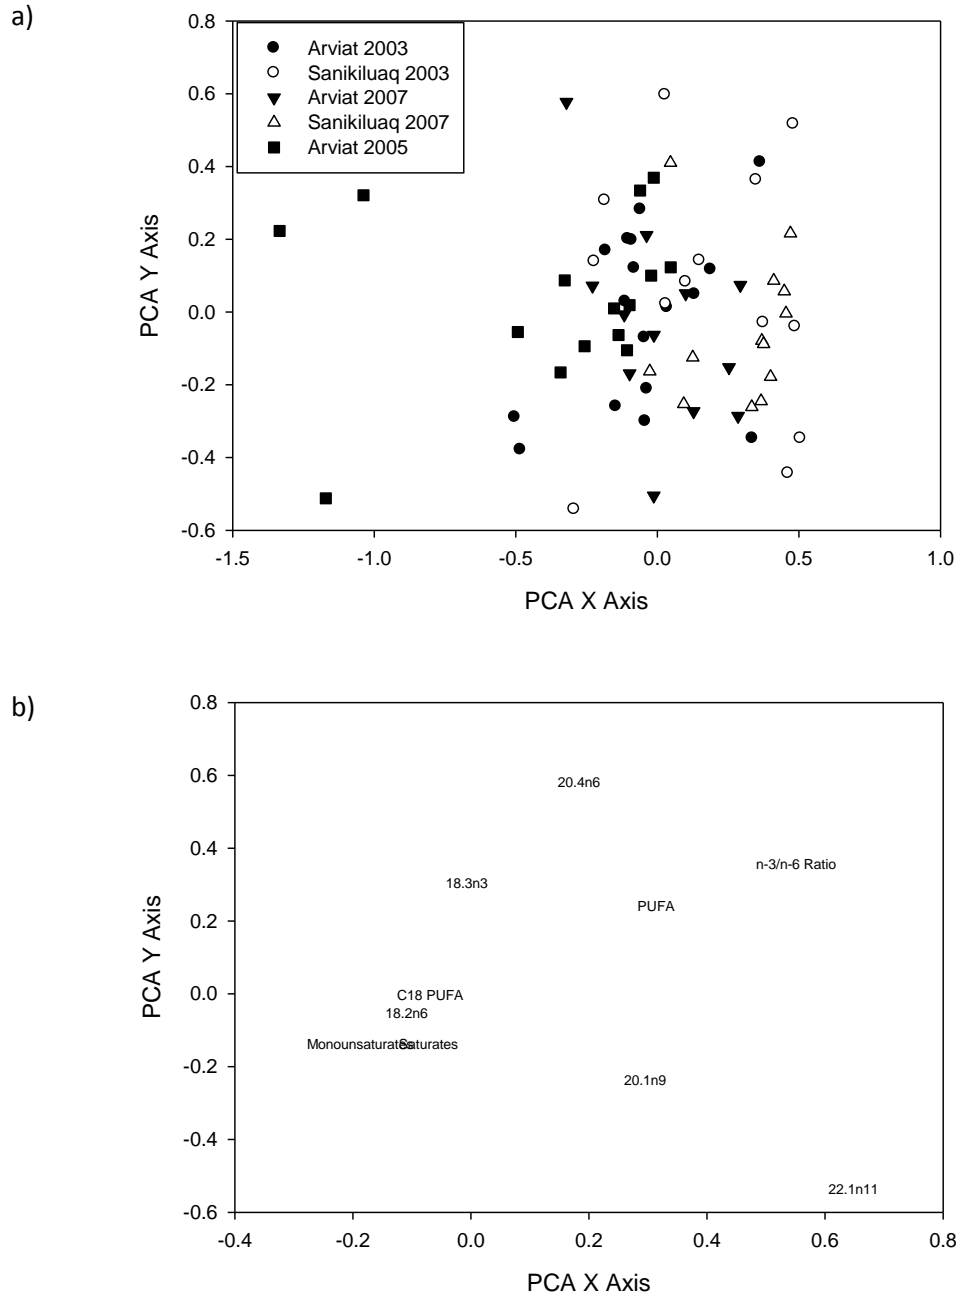 a)
0.8
0.6
0.4
0.2
0.0
-0.2
-0.4
-0.6
PCA Y Axis
Arviat 2003
Sanikiluaq 2003
Arviat 2007
Sanikiluaq 2007
Arviat 2005
-1.5 -1.0 -0.5 0.0 0.5 1.0
PCA X Axis
b)
0.8
0.6
0.4
0.2
0.0
-0.2
-0.4
-0.6
PCA Y Axis
20.4n6
n-3/n-6 Ratio
18.3n3
PUFA
C18 PUFA
18.2n6
Monounsaturates Saturates
20.1n9
22.1n11
-0.4 -0.2 0.0 0.2 0.4 0.6 0.8
PCA X Axis